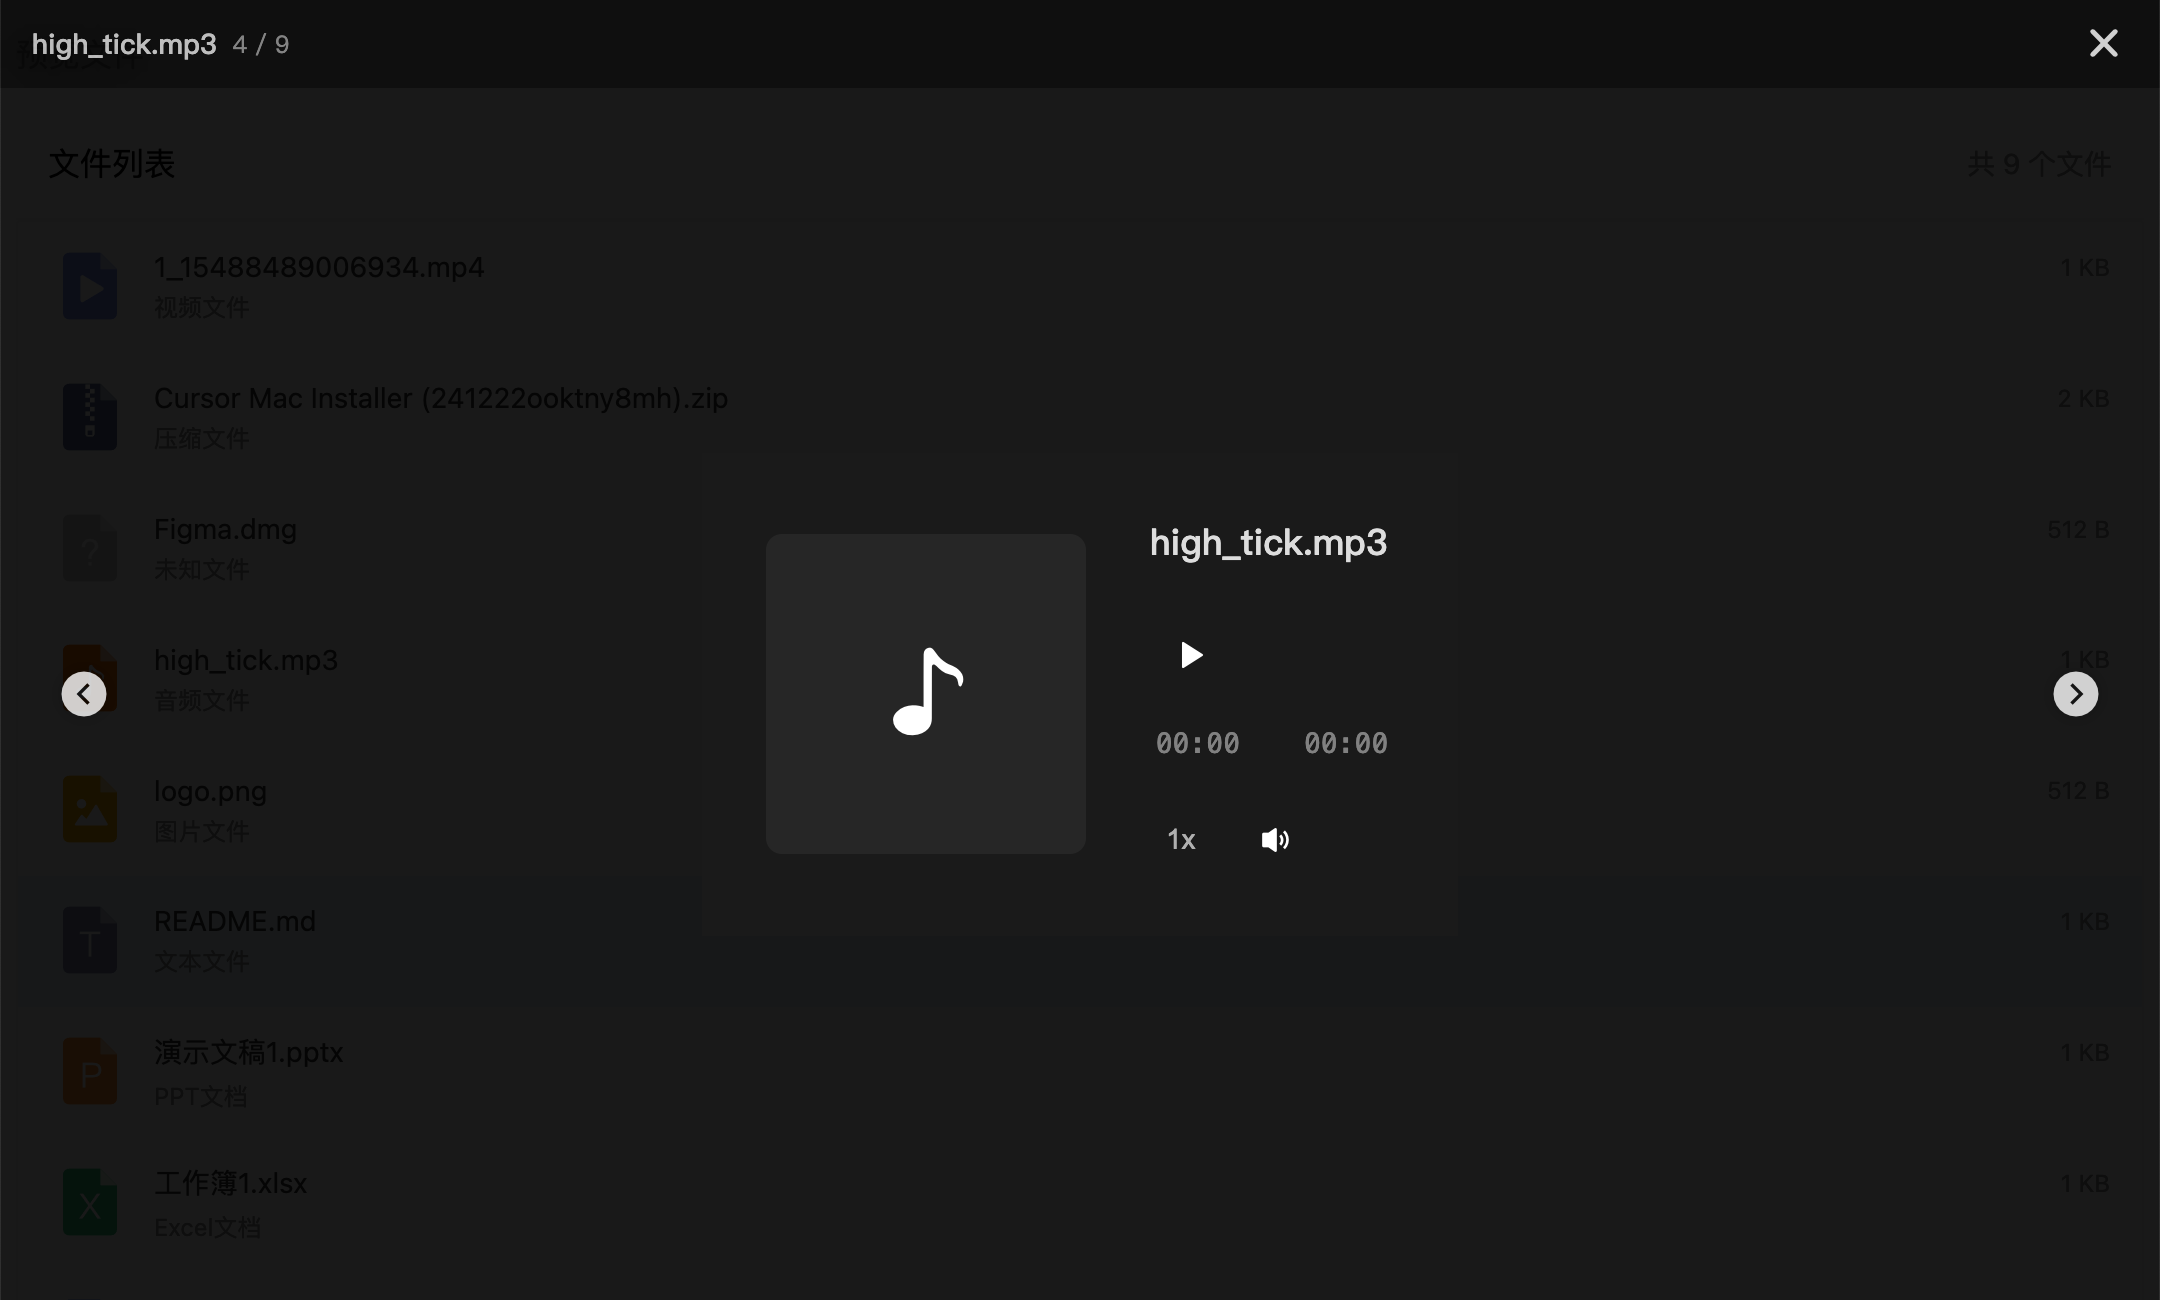 high_tick.mp3 4 / 9
预览文件
文件列表
共 9 个文件
1_15488489006934.mp4
1 KB
视频文件
Cursor Mac Installer (241222ooktny8mh).zip
2 KB
压缩文件
Figma.dmg
512 B
未知文件
high_tick.mp3
1 KB
音频文件
logo.png
512 B
图片文件
README.md
1 KB
文本文件
演示文稿1.pptx
1 KB
PPT文档
工作簿1.xlsx
1 KB
Excel文档
high_tick.mp3
00:00 00:00
1x